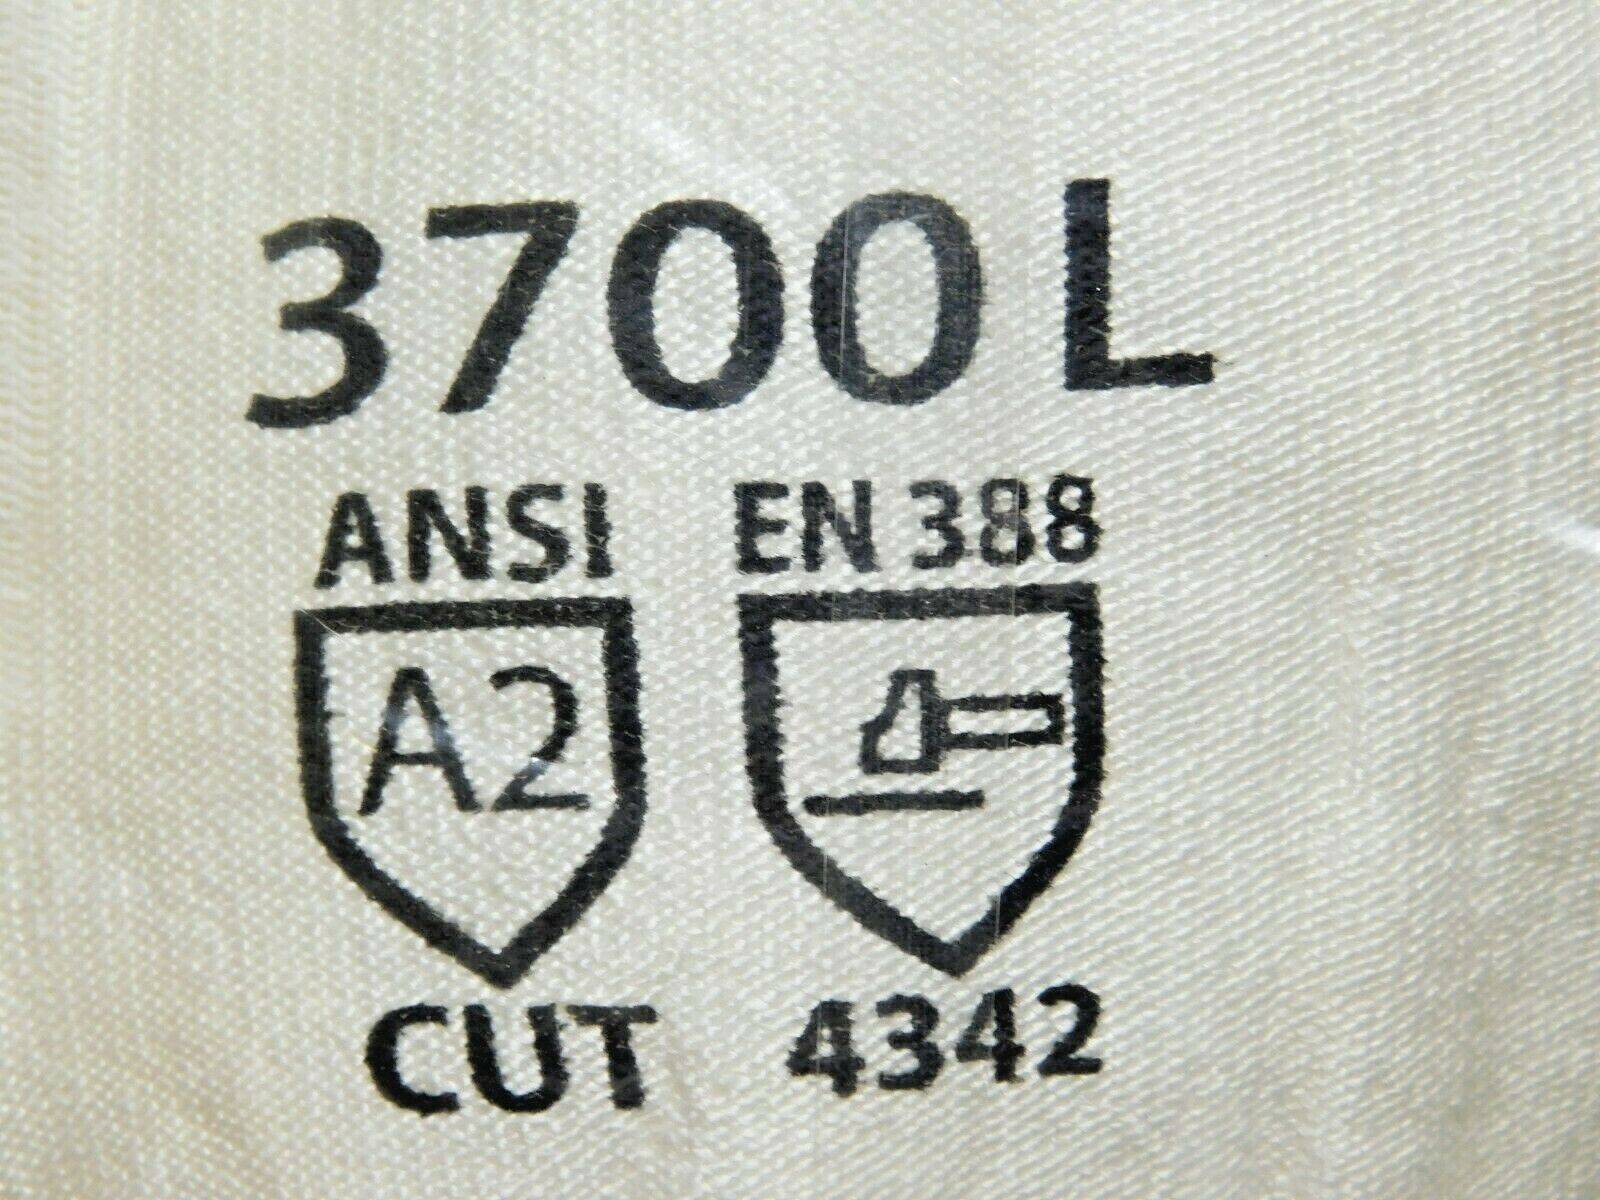 3700 L
ANSI EN 388
A2
CUT 4342